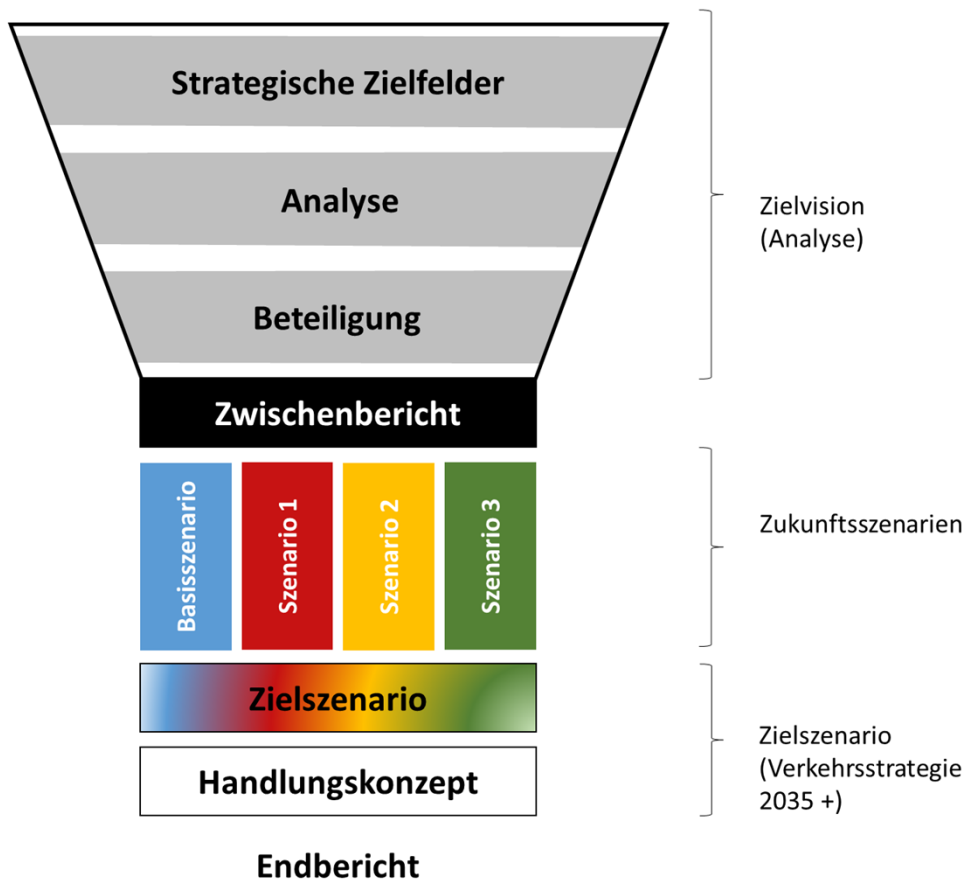 Strategische Zielfelder
Analyse
Beteiligung
Zielvision
(Analyse)
Zwischenbericht
Basisszenario
Szenario 1
Szenario 2
Szenario 3
Zukunftsszenarien
Zielszenario
Handlungskonzept
Zielszenario
(Verkehrsstrategie
2035 +)
Endbericht